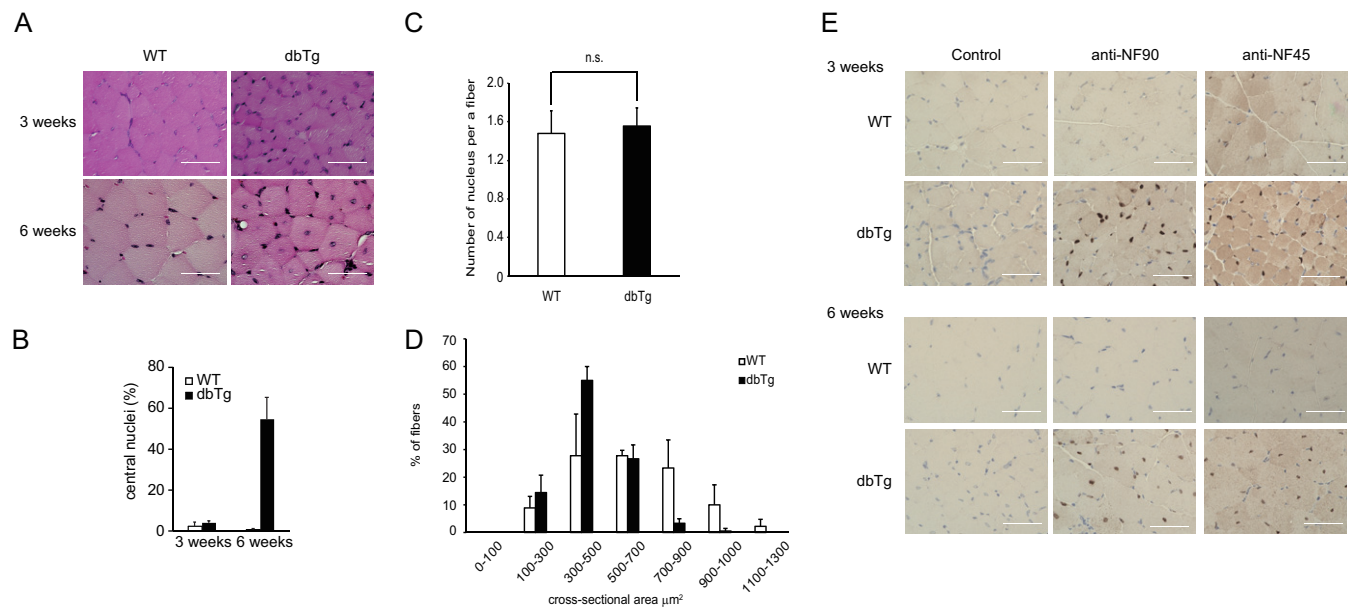 A
WT
dbTg
3 weeks
6 weeks
B
central nuclei (%)
80
60
40
20
0
WT
dbTg
3 weeks
6 weeks
C
n.s.
Number of nucleus per a fiber
2.0
1.6
1.2
0.8
1.4
0
WT
dbTg
D
% of fibers
70
60
50
40
30
20
10
0
WT
dbTg
0-100
100-300
300-500
500-700
700-900
900-1000
1100-1300
cross-sectional area μm²
E
Control
anti-NF90
anti-NF45
3 weeks
WT
dbTg
6 weeks
WT
dbTg